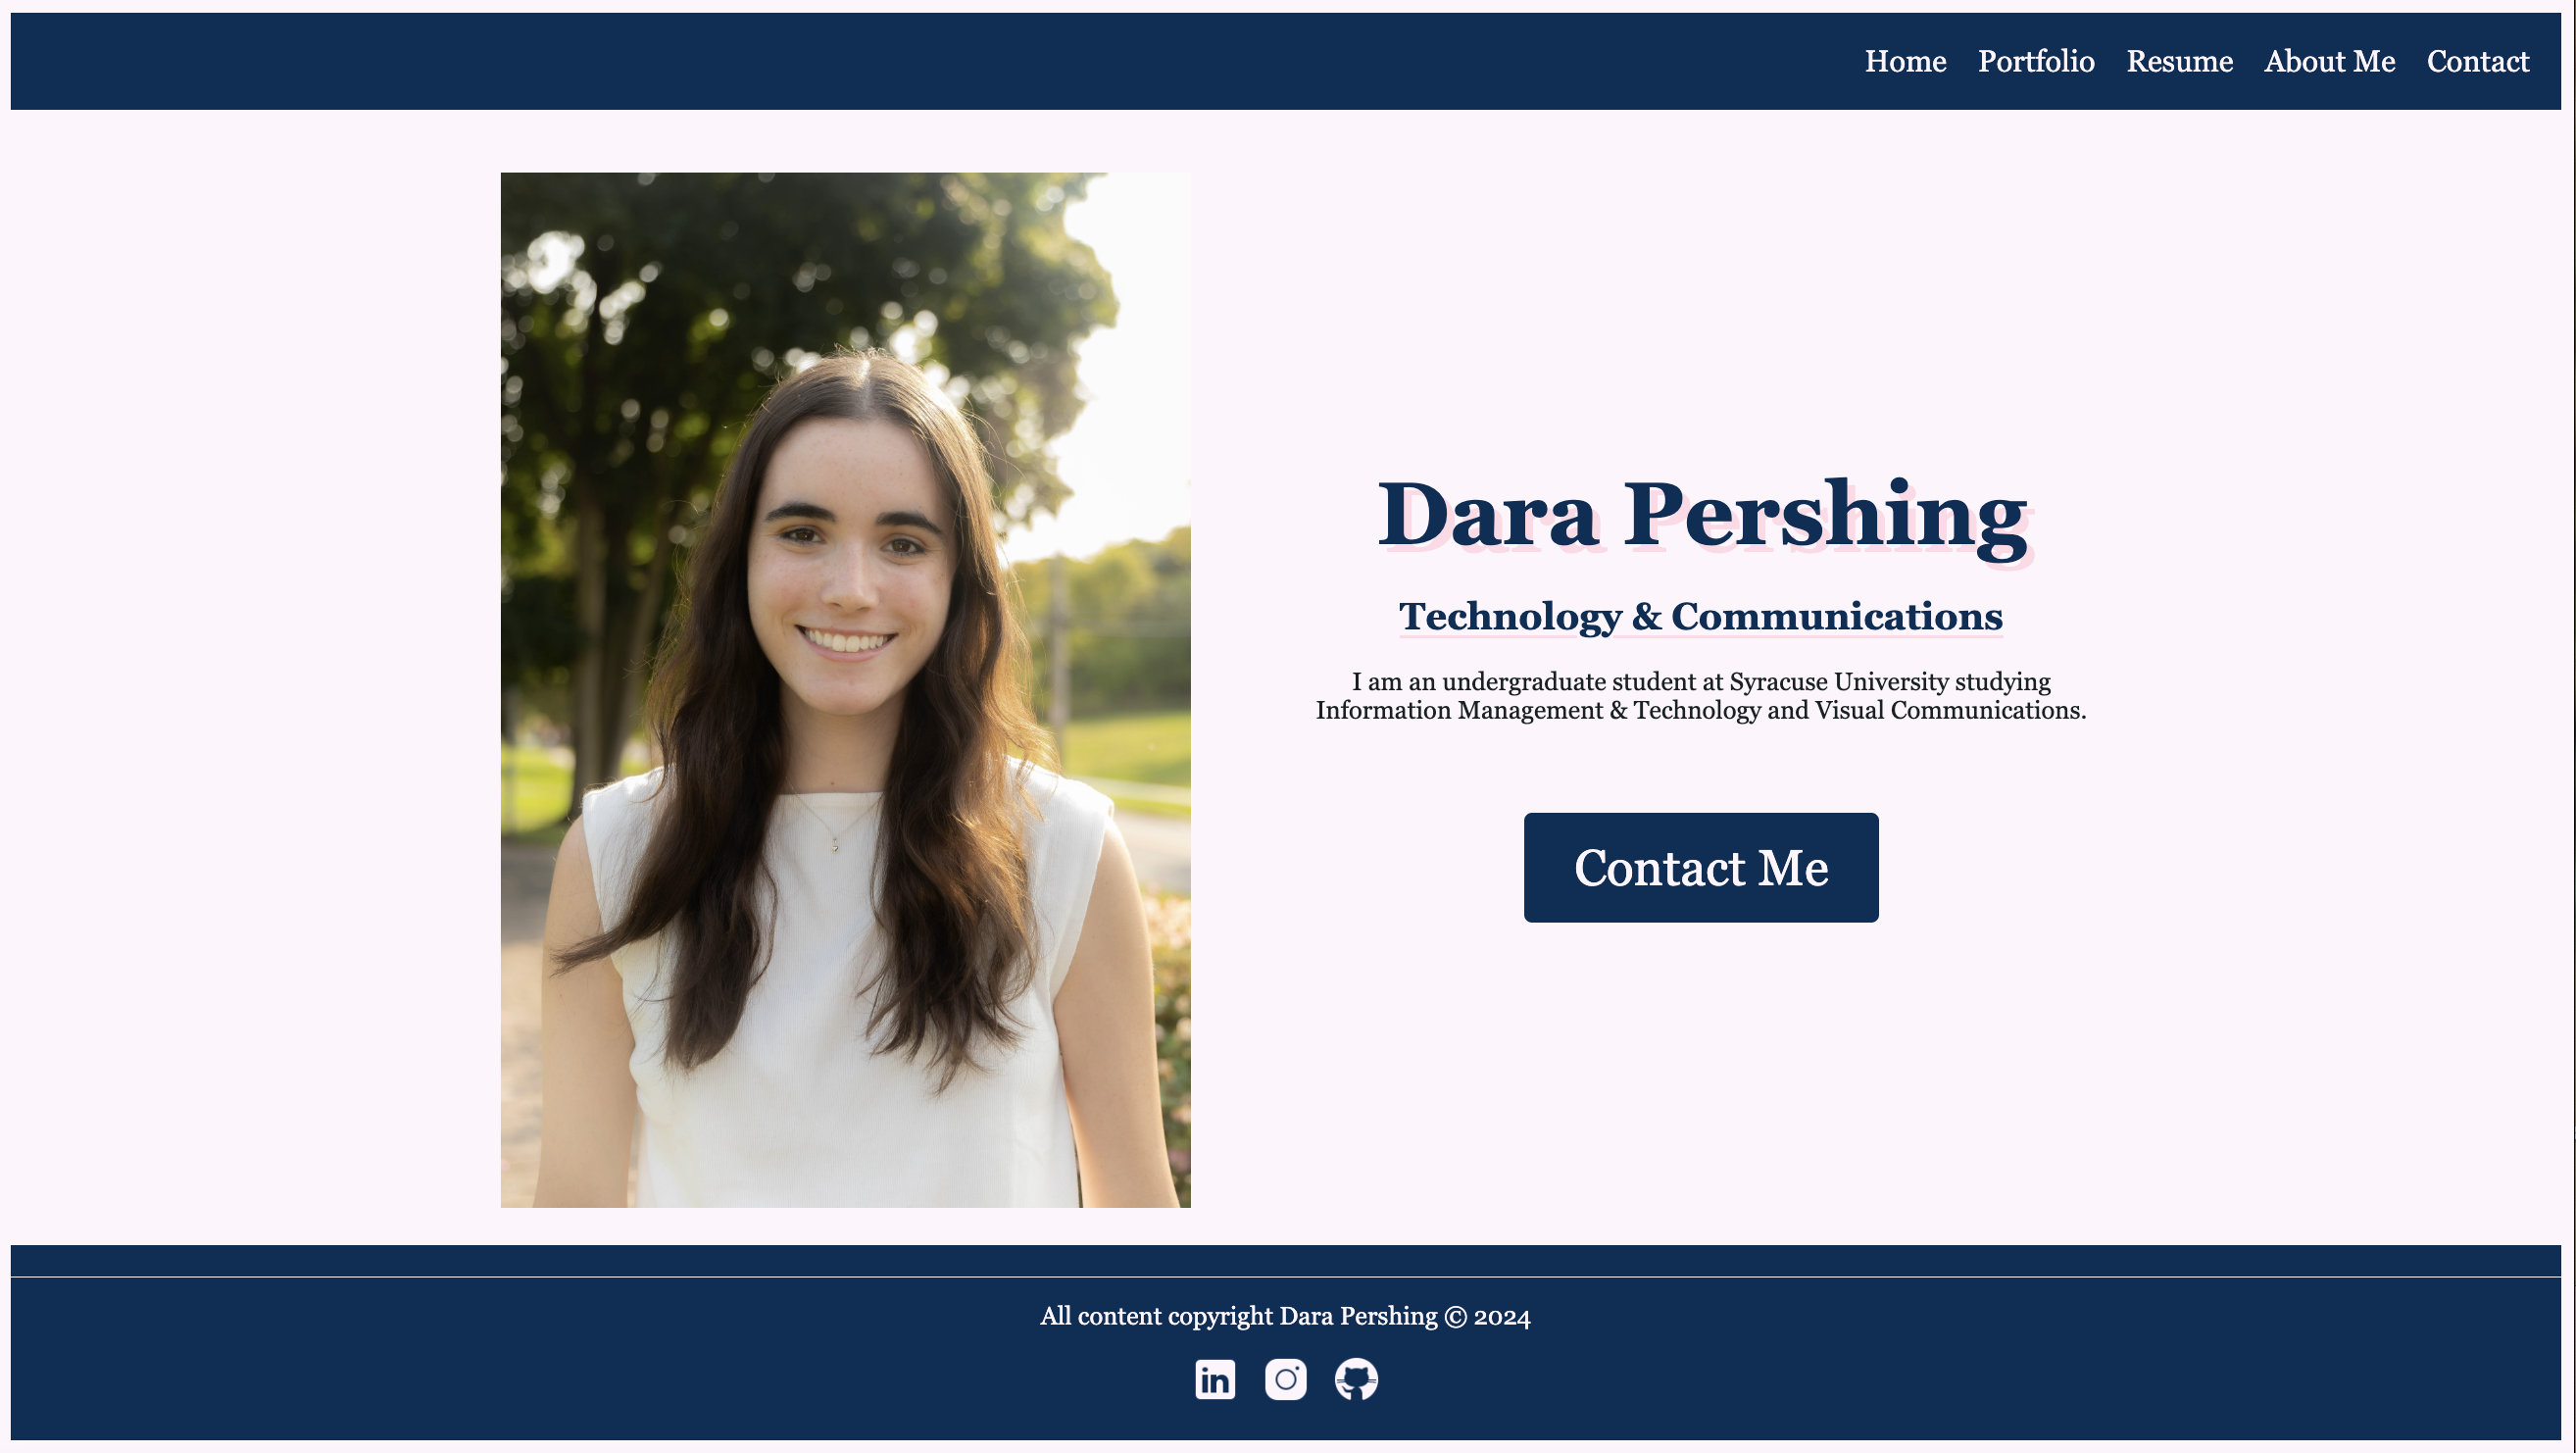 Home Portfolio Resume About Me Contact
Dara Pershing
Technology & Communications
I am an undergraduate student at Syracuse University studying
Information Management & Technology and Visual Communications.
Contact Me
All content copyright Dara Pershing © 2024
in